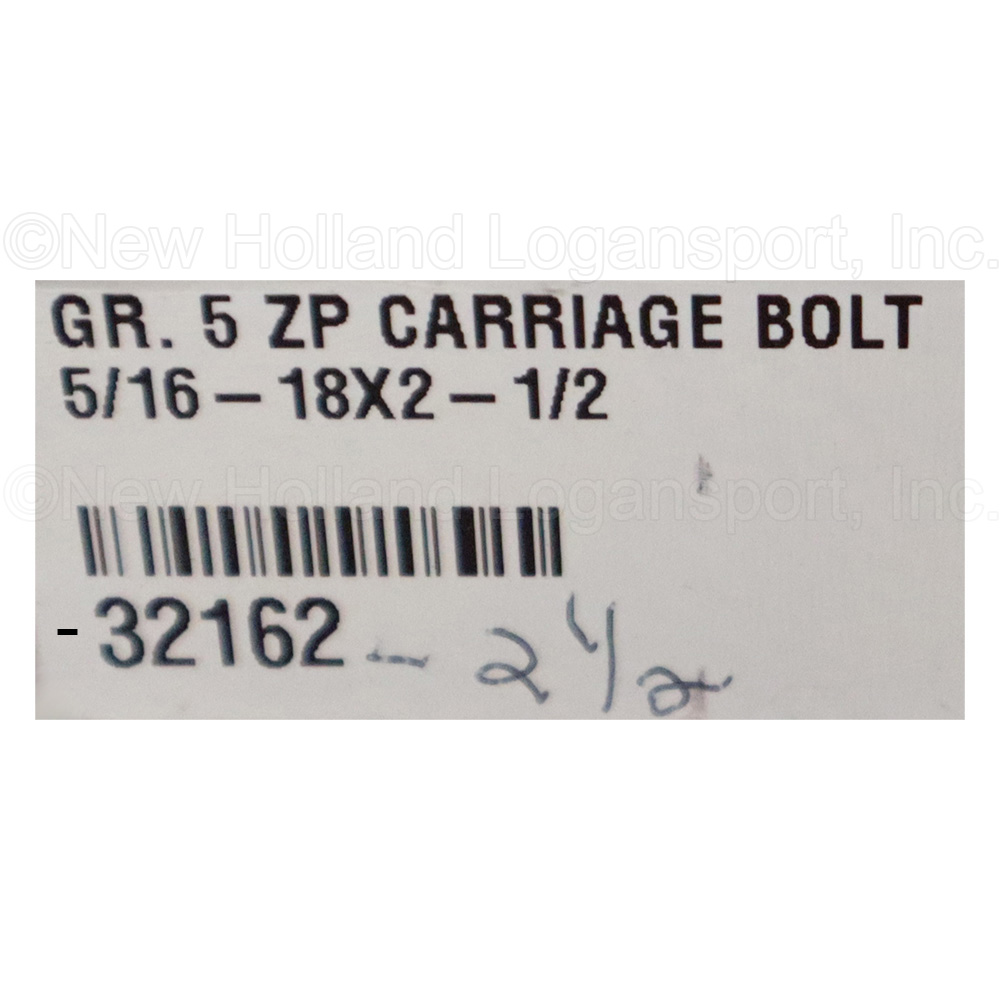 ©New Holland Logansport, Inc.
GR. 5 ZP CARRIAGE BOLT
5/16-18X2-1/2
©New Holland Logansport, Inc.
-32162 - 2 1/2